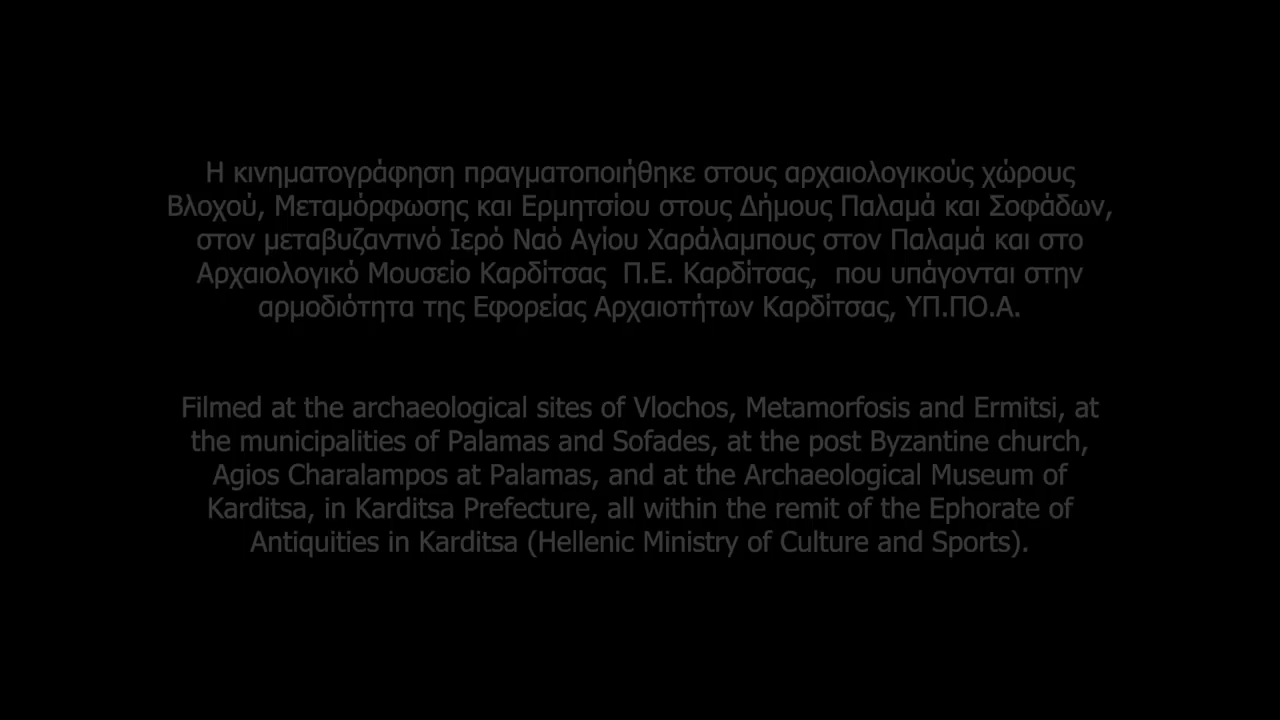 Η κινηματογράφηση πραγματοποιήθηκε στους αρχαιολογικούς χώρους
Βλοχού, Μεταμόρφωσης και Ερμητσίου στους Δήμους Παλαμά και Σοφάδων,
στον μεταβυζαντινό Ιερό Ναό Αγίου Χαράλαμπους στον Παλαμά και στο
Αρχαιολογικό Μουσείο Καρδίτσας  Π.Ε. Καρδίτσας,  που υπάγονται στην
αρμοδιότητα της Εφορείας Αρχαιοτήτων Καρδίτσας, ΥΠ.ΠΟ.Α.
Filmed at the archaeological sites of Vlochos, Metamorfosis and Ermitsi, at
the municipalities of Palamas and Sofades, at the post Byzantine church,
Agios Charalampos at Palamas, and at the Archaeological Museum of
Karditsa, in Karditsa Prefecture, all within the remit of the Ephorate of
Antiquities in Karditsa (Hellenic Ministry of Culture and Sports).